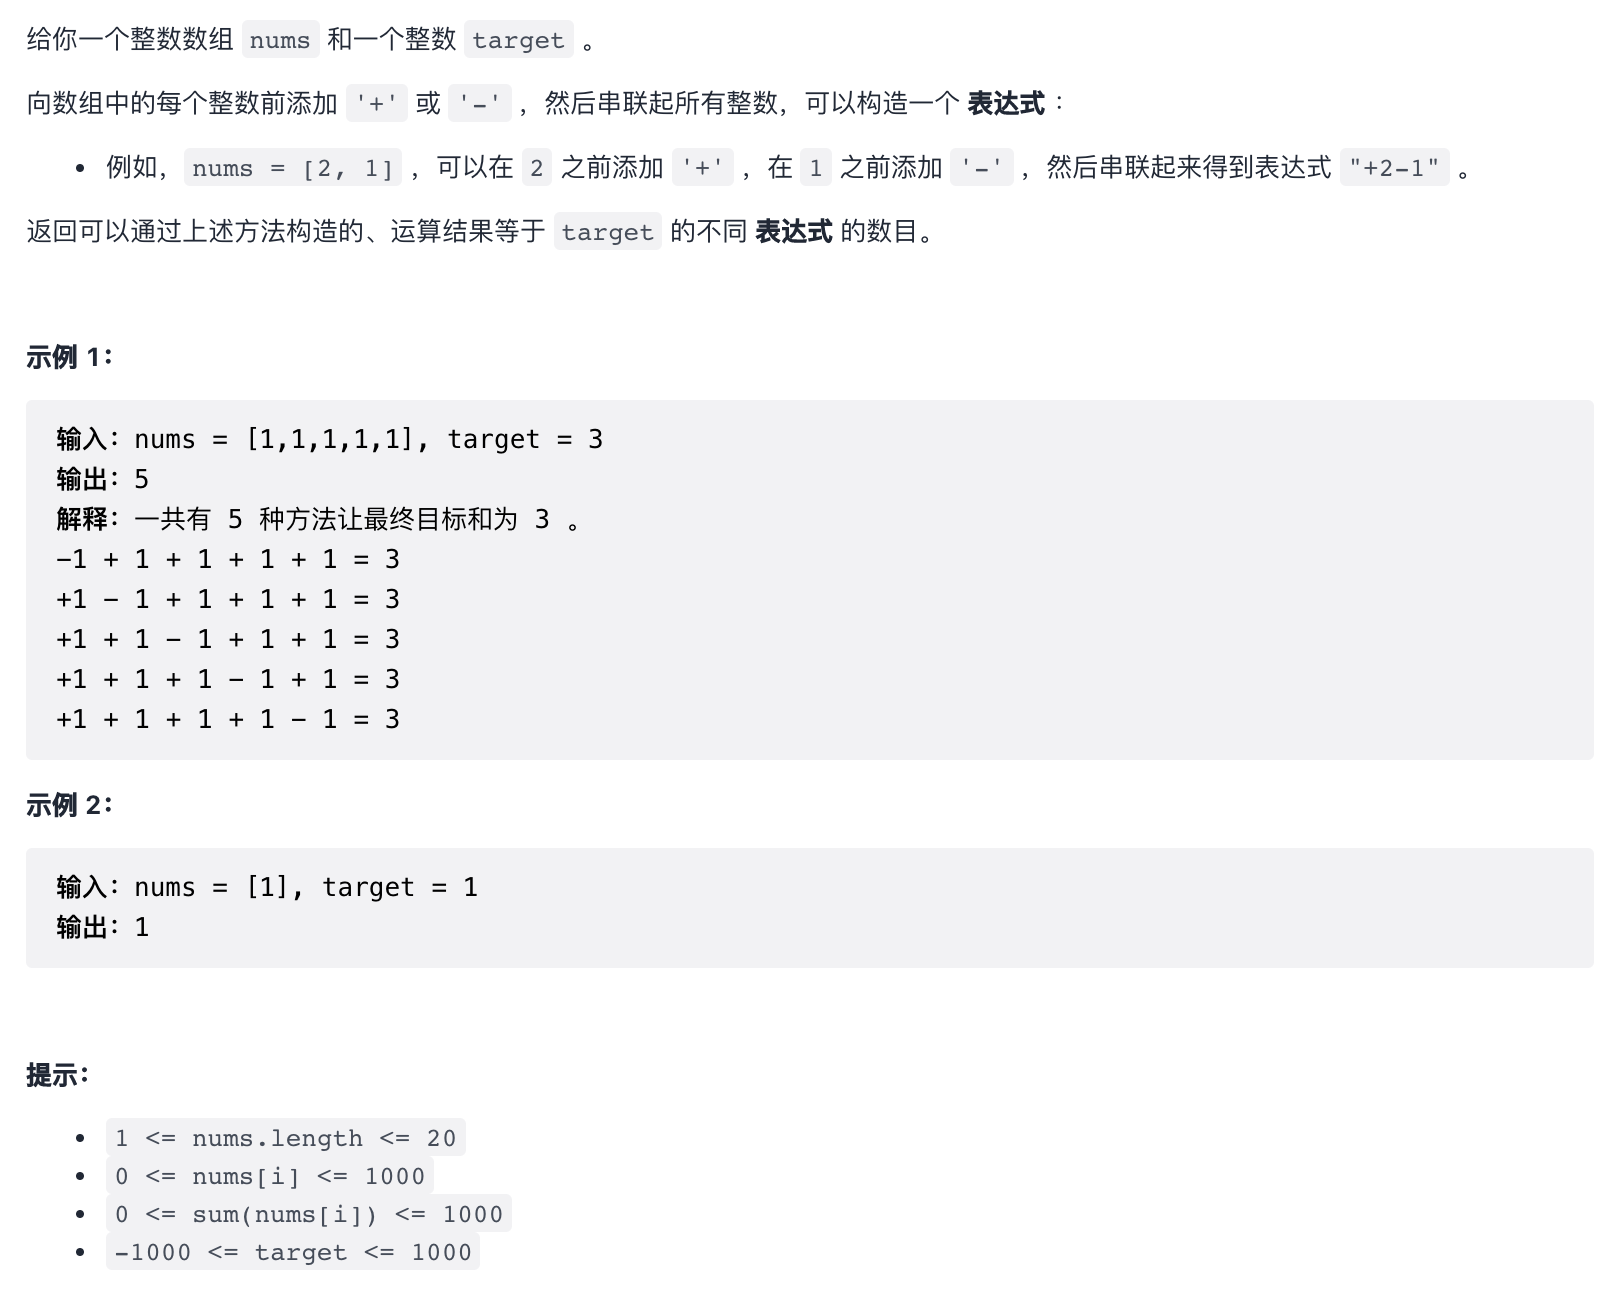 给你一个整数数组 nums 和一个整数 target 。
向数组中的每个整数前添加 '+' 或 '-' ，然后串联起所有整数，可以构造一个 表达式 ：
• 例如，nums = [2, 1] ，可以在 2 之前添加 '+' ，在 1 之前添加 '-' ，然后串联起来得到表达式 "+2-1" 。
返回可以通过上述方法构造的、运算结果等于 target 的不同 表达式 的数目。
示例 1：
输入：nums = [1,1,1,1,1], target = 3
输出：5
解释：一共有 5 种方法让最终目标和为 3 。
-1 + 1 + 1 + 1 + 1 = 3
+1 - 1 + 1 + 1 + 1 = 3
+1 + 1 - 1 + 1 + 1 = 3
+1 + 1 + 1 - 1 + 1 = 3
+1 + 1 + 1 + 1 - 1 = 3
示例 2：
输入：nums = [1], target = 1
输出：1
提示：
• 1 <= nums.length <= 20
• 0 <= nums[i] <= 1000
• 0 <= sum(nums[i]) <= 1000
• -1000 <= target <= 1000